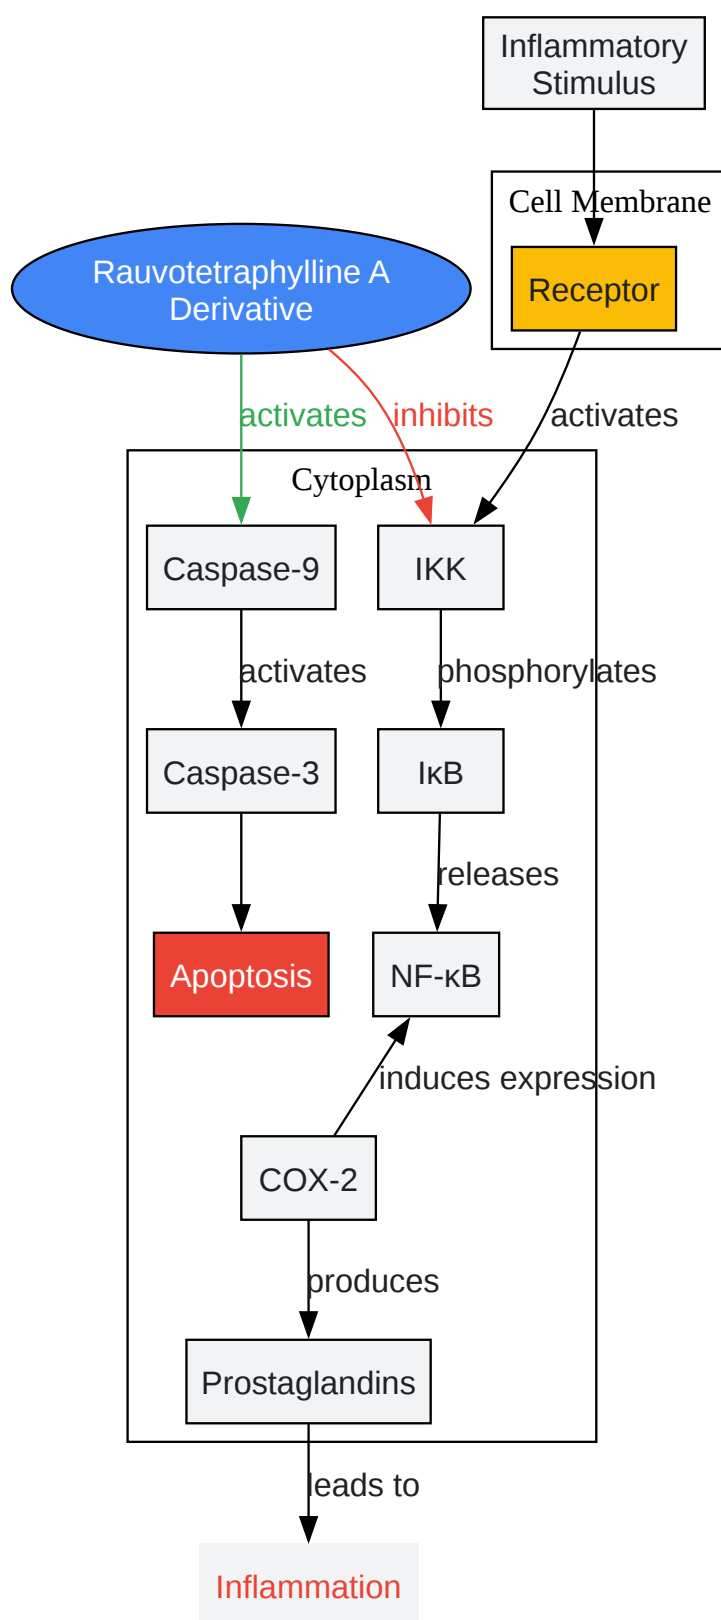 Inflammatory
Stimulus
Cell Membrane
Rauvotetraphylline A
Derivative
Receptor
activates
inhibits
activates
Cytoplasm
Caspase-9
IKK
activates
phosphorylates
Caspase-3
IκB
releases
Apoptosis
NF-κB
induces expression
COX-2
produces
Prostaglandins
leads to
Inflammation